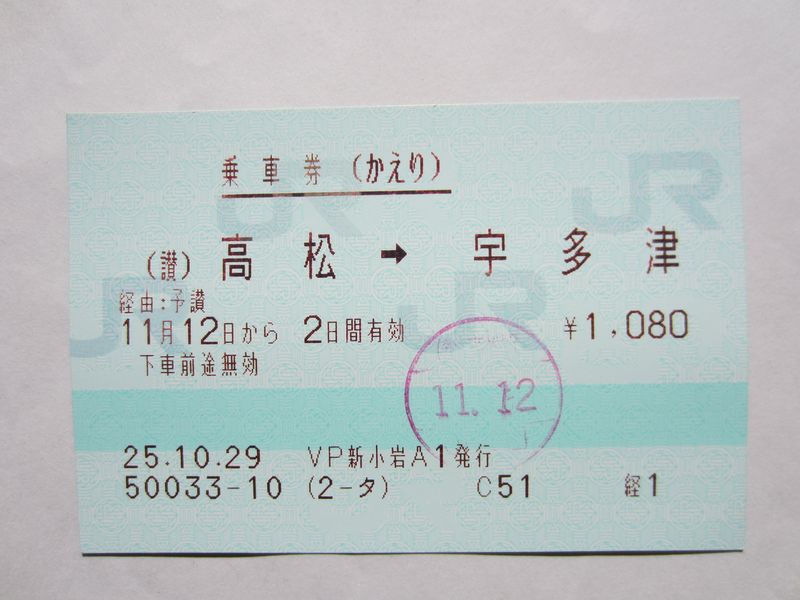 乗車券(かえり)
(讃)高松➡宇多津
経由:予讃
11月12日から 2日間有効 ¥1,080
下車前途無効
11.12
25.10.29 VP新小岩A1発行
50033-10 (2-タ) C51 経1